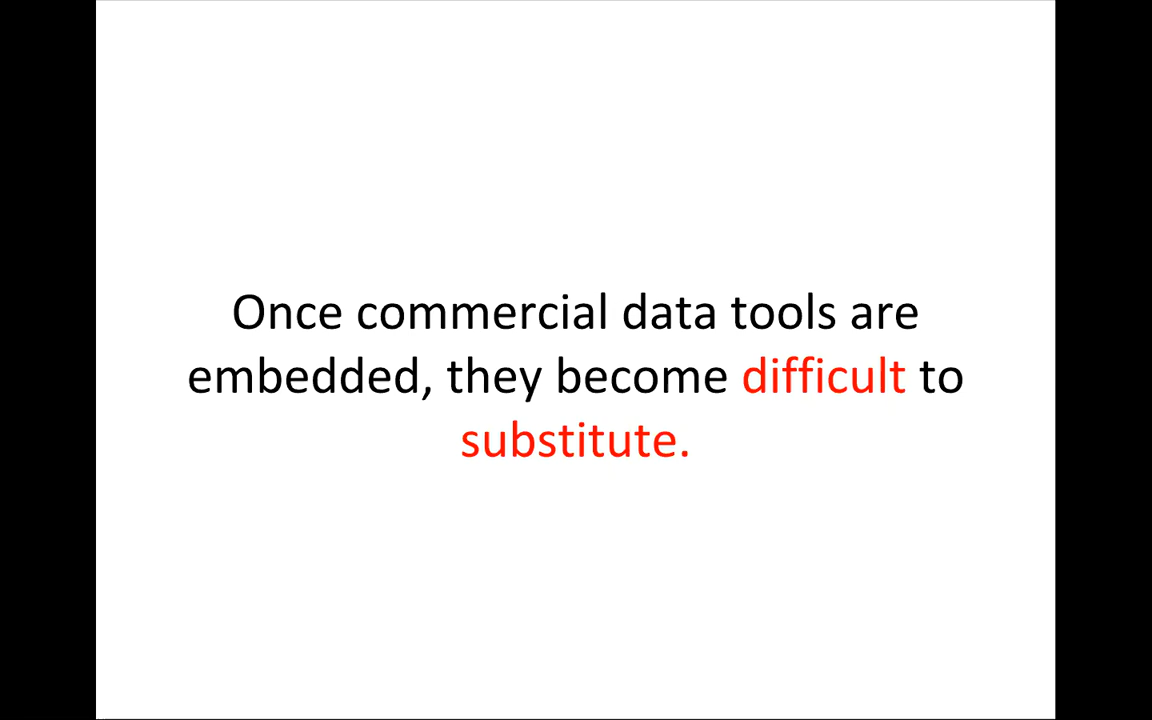 Once commercial data tools are
embedded, they become difficult to
substitute.